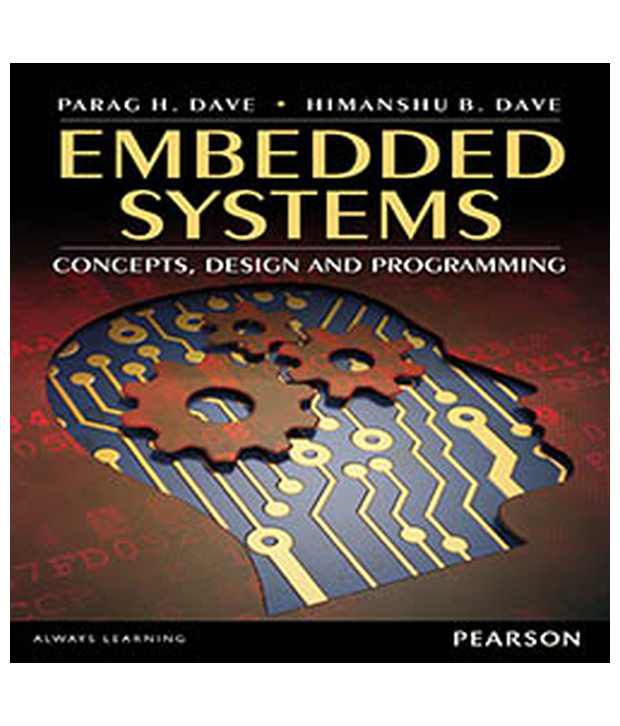 PARAG H. DAVE • HIMANSHU B. DAVE
EMBEDDED
SYSTEMS
CONCEPTS, DESIGN AND PROGRAMMING
ALWAYS LEARNING
PEARSON